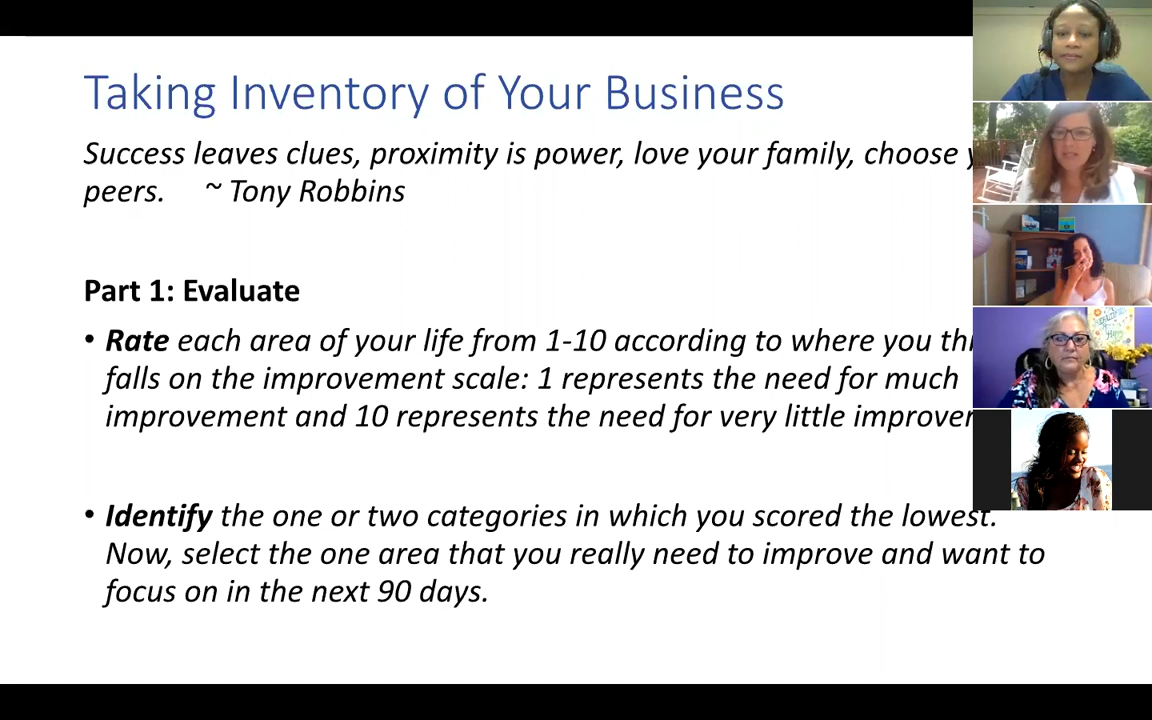 Taking Inventory of Your Business
Success leaves clues, proximity is power, love your family, choose
peers. ~ Tony Robbins
Part 1: Evaluate
• Rate each area of your life from 1-10 according to where you
falls on the improvement scale: 1 represents the need for much
improvement and 10 represents the need for very little
• Identify the one or two categories in which you scored the lowest.
Now, select the one area that you really need to improve and want to
focus on in the next 90 days.